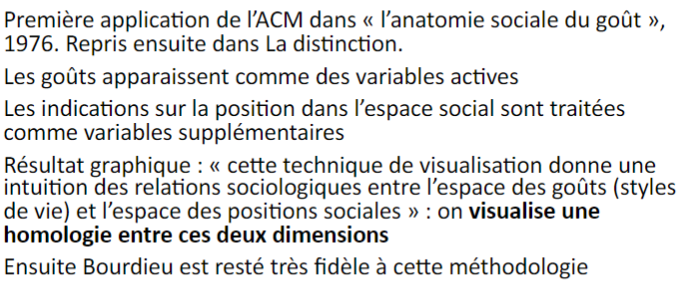 Première application de l’ACM dans « l’anatomie sociale du goût »,
1976. Repris ensuite dans La distinction.
Les goûts apparaissent comme des variables actives
Les indications sur la position dans l’espace social sont traitées
comme variables supplémentaires
Résultat graphique : « cette technique de visualisation donne une
intuition des relations sociologiques entre l’espace des goûts (styles
de vie) et l’espace des positions sociales » : on visualise une
homologie entre ces deux dimensions
Ensuite Bourdieu est resté très fidèle à cette méthodologie